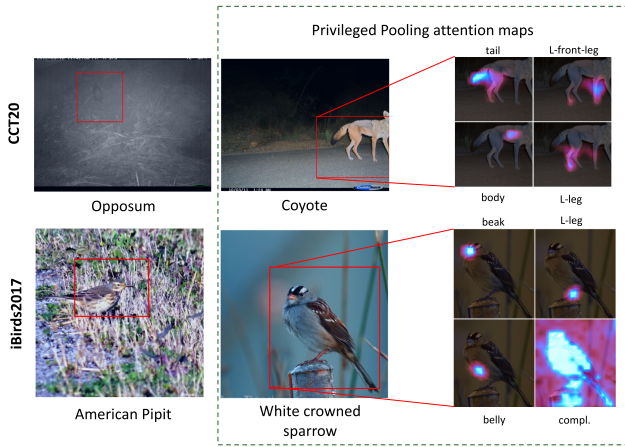 Privileged Pooling attention maps
tail
L-front-leg
CCT20
body
L-leg
Opposum
Coyote
beak
L-leg
iBirds2017
belly
compl.
American Pipit
White crowned
sparrow